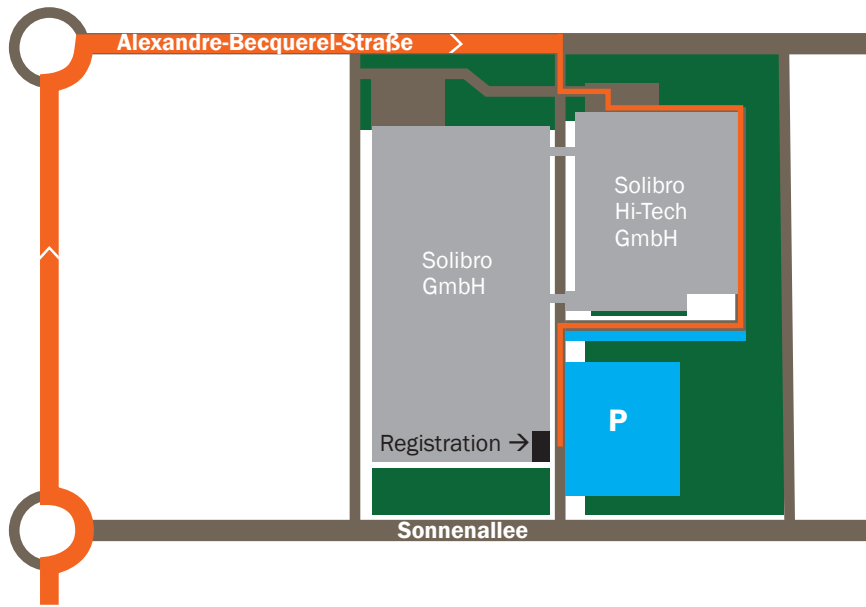 Alexandre-Becquerel-Straße
Solibro
Hi-Tech
GmbH
Solibro
GmbH
P
Registration →
Sonnenallee